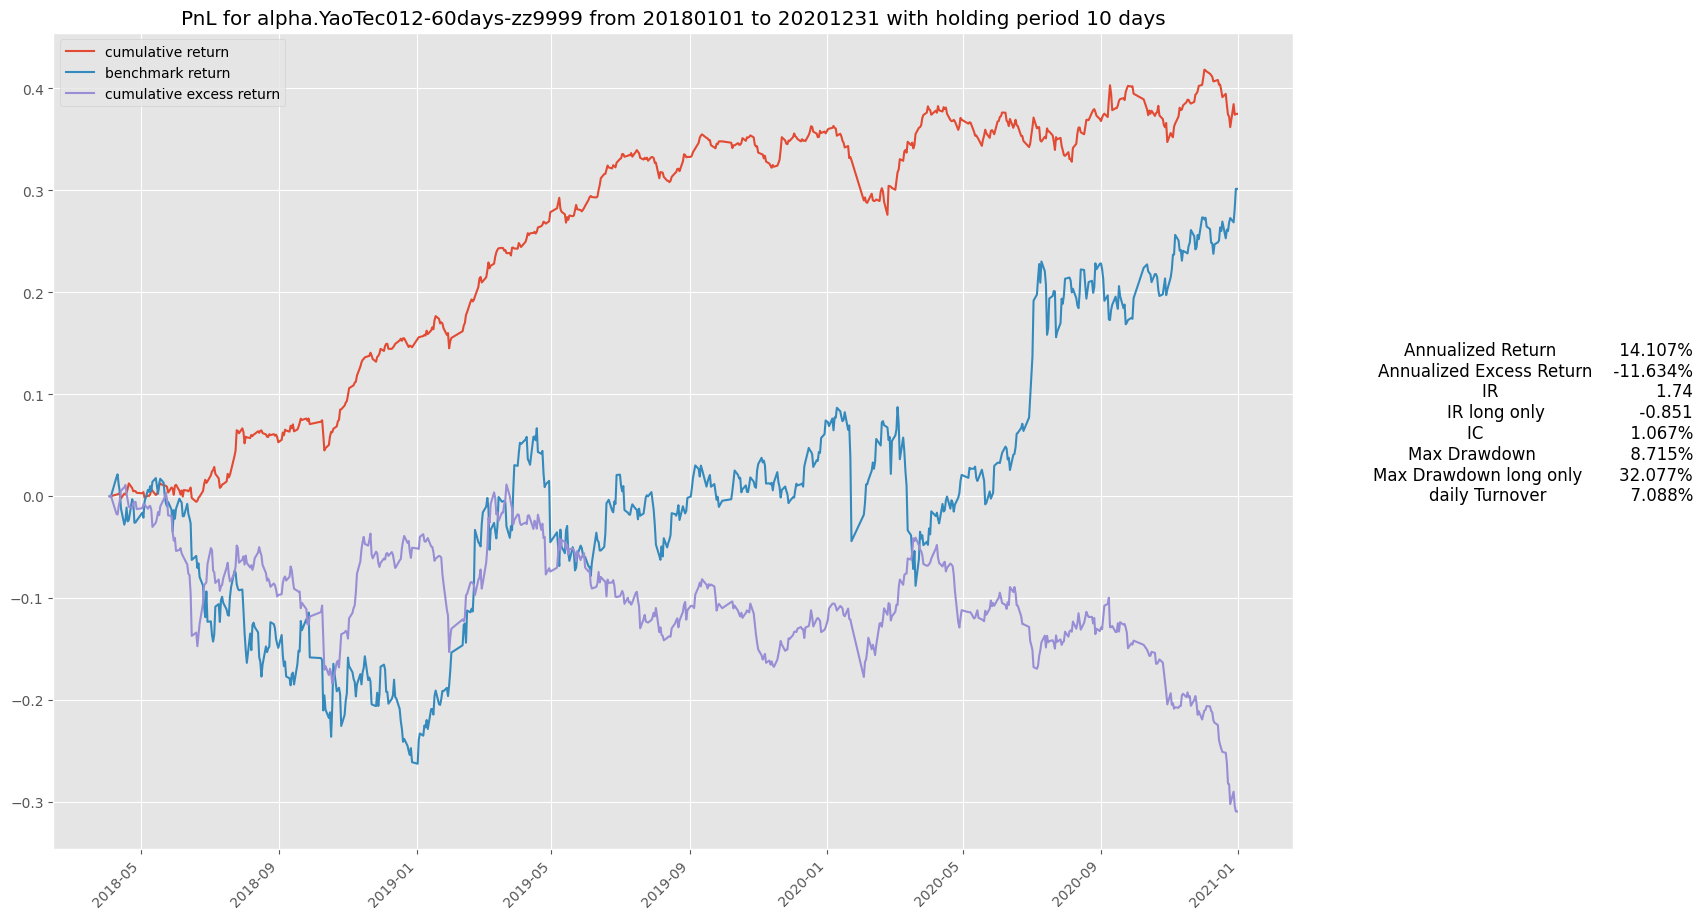 PnL for alpha.YaoTec012-60days-zz9999 from 20180101 to 20201231 with holding period 10 days
cumulative return
benchmark return
cumulative excess return
0.4
0.3
0.2
0.1
0.0
−0.1
−0.2
−0.3
2018-05
2018-09
2019-01
2019-05
2019-09
2020-01
2020-05
2020-09
2021-01
Annualized Return 14.107%
Annualized Excess Return -11.634%
IR 1.74
IR long only -0.851
IC 1.067%
Max Drawdown 8.715%
Max Drawdown long only 32.077%
daily Turnover 7.088%